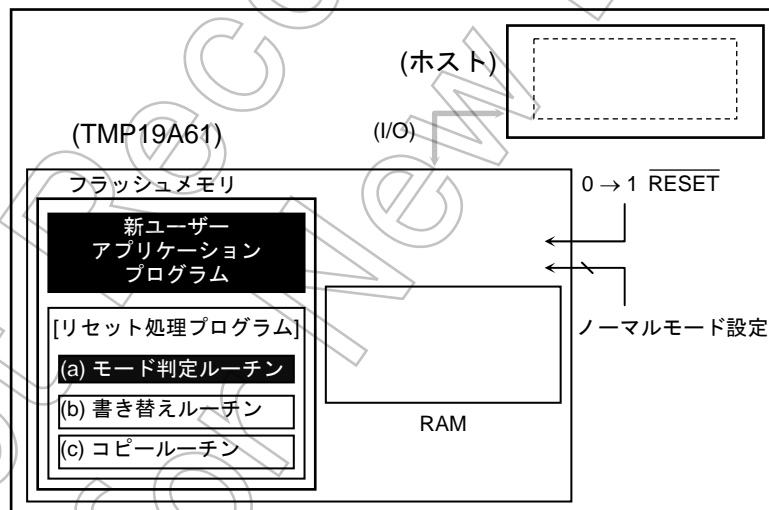 (ホスト)
(TMP19A61)
(I/O)
フラッシュメモリ
0 → 1 RESET
新ユーザー
アプリケーション
プログラム
[リセット処理プログラム]
(a) モード判定ルーチン
(b) 書き替えルーチン
(c) コピールーチン
ノーマルモード設定
RAM